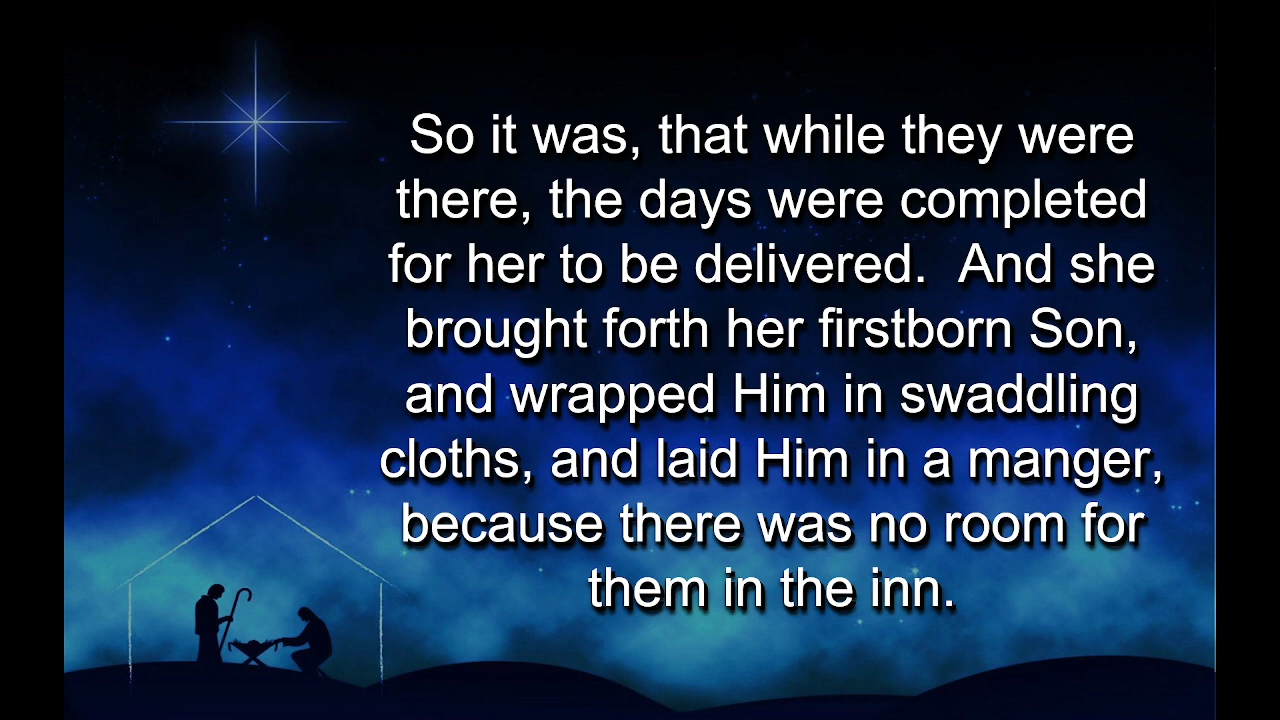 So it was, that while they were
there, the days were completed
for her to be delivered.  And she
brought forth her firstborn Son,
and wrapped Him in swaddling
cloths, and laid Him in a manger,
because there was no room for
them in the inn.